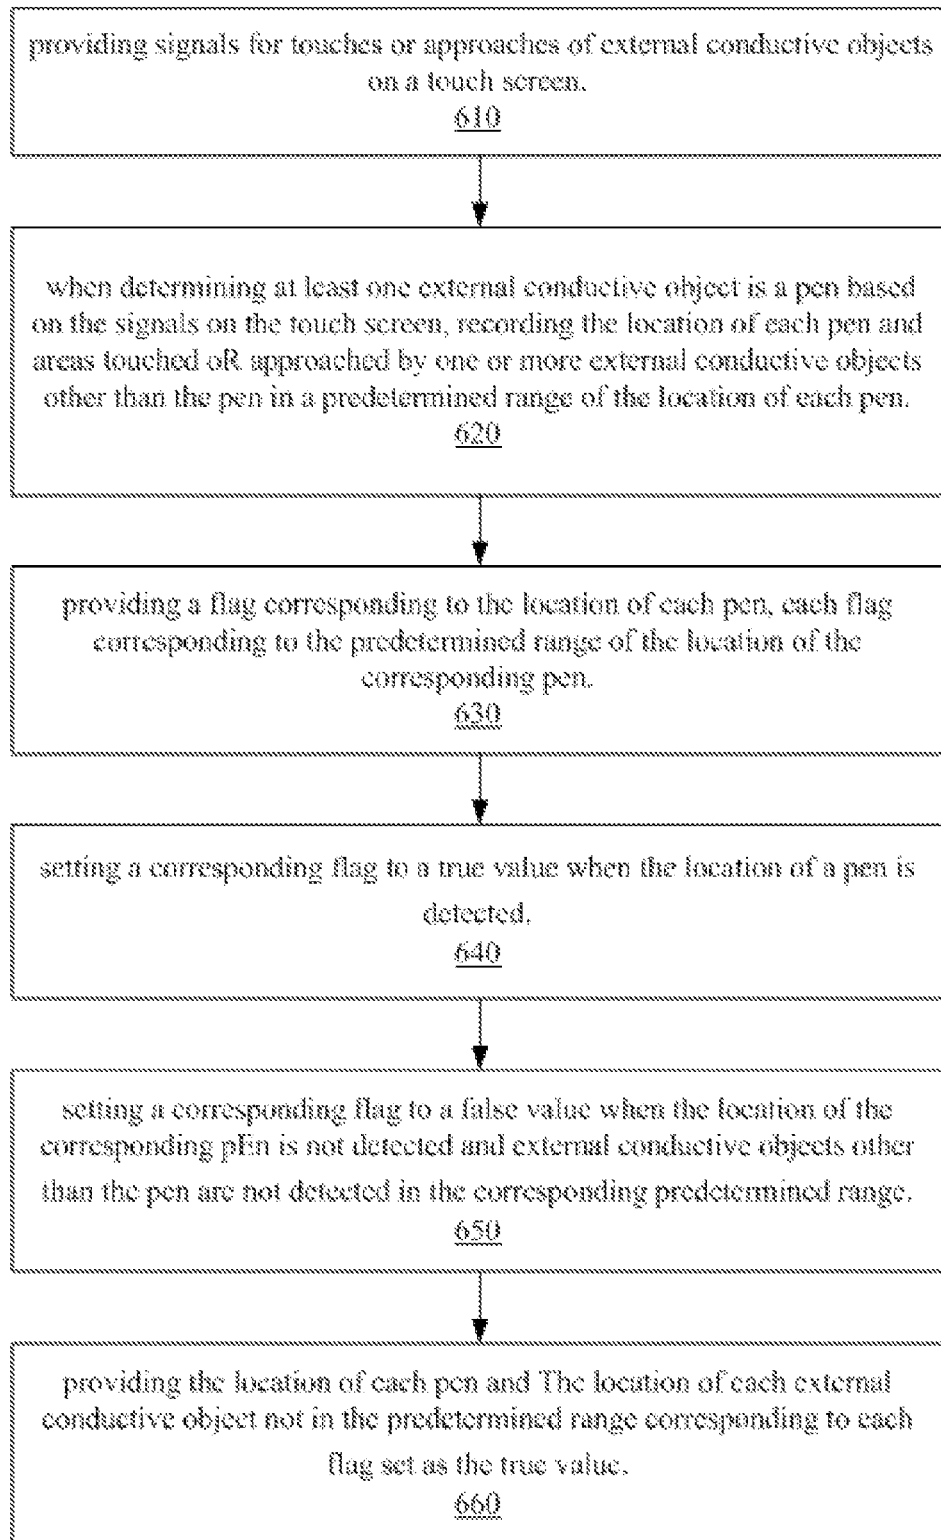 providing signals for touches or approaches of external conductive objects
on a touch screen.
610
when determining at least one external conductive object is a pen based
on the signals on the touch screen, recording the location of each pen and
areas touched oR approached by one or more external conductive objects
other than the pen in a predetermined range of the location of each pen.
620
providing a flag corresponding to the location of each pen, each flag
corresponding to the predetermined range of the location of the
corresponding pen.
630
setting a corresponding flag to a true value when the location of a pen is
detected.
640
setting a corresponding flag to a false value when the location of the
corresponding pEn is not detected and external conductive objects other
than the pen are not detected in the corresponding predetermined range.
650
providing the location of each pen and The location of each external
conductive object not in the predetermined range corresponding to each
flag set as the true value.
660